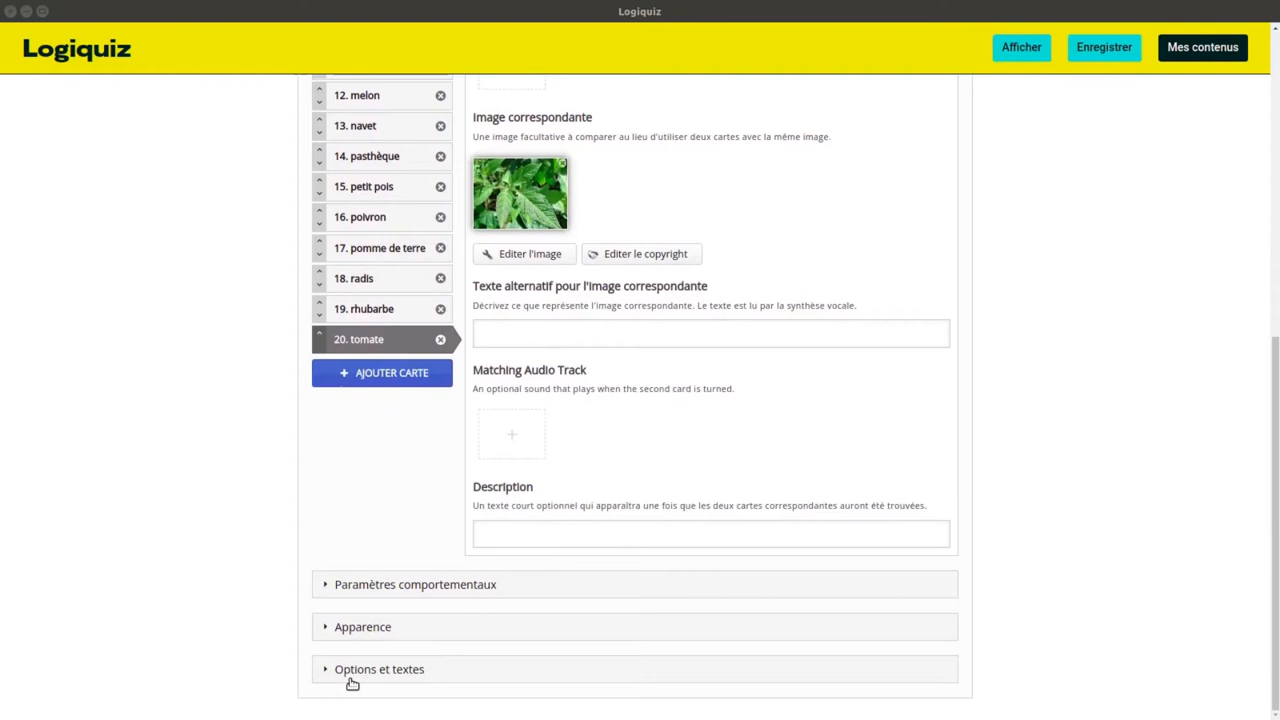 Logiquiz
Logiquiz
Afficher
Enregistrer
Mes contenus
12. melon
13. navet
14. pasthèque
15. petit pois
16. poivron
17. pomme de terre
18. radis
19. rhubarbe
20. tomate
+ AJOUTER CARTE
Image correspondante
Une image facultative à comparer au lieu d'utiliser deux cartes avec la même image.
Editer l'image
Editer le copyright
Texte alternatif pour l'Image correspondante
Décrivez ce que représente l'image correspondante. Le texte est lu par la synthèse vocale.
Matching Audio Track
An optional sound that plays when the second card is turned.
Description
Un texte court optionnel qui apparaîtra une fois que les deux cartes correspondantes auront été trouvées.
Paramètres comportementaux
Apparence
Options et textes